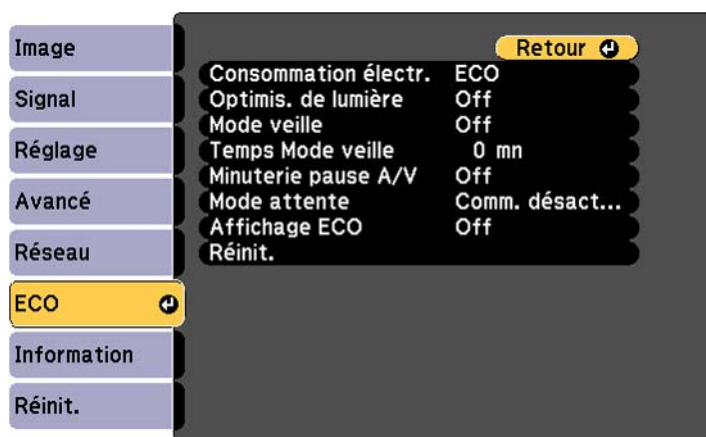 Image
Signal
Réglage
Avancé
Réseau
ECO
Information
Réinit.
Retour
Consommation électr. ECO
Optimis. de lumière Off
Mode veille Off
Temps Mode veille 0 mn
Minuterie pause A/V Off
Mode attente Comm. désact...
Affichage ECO Off
Réinit.